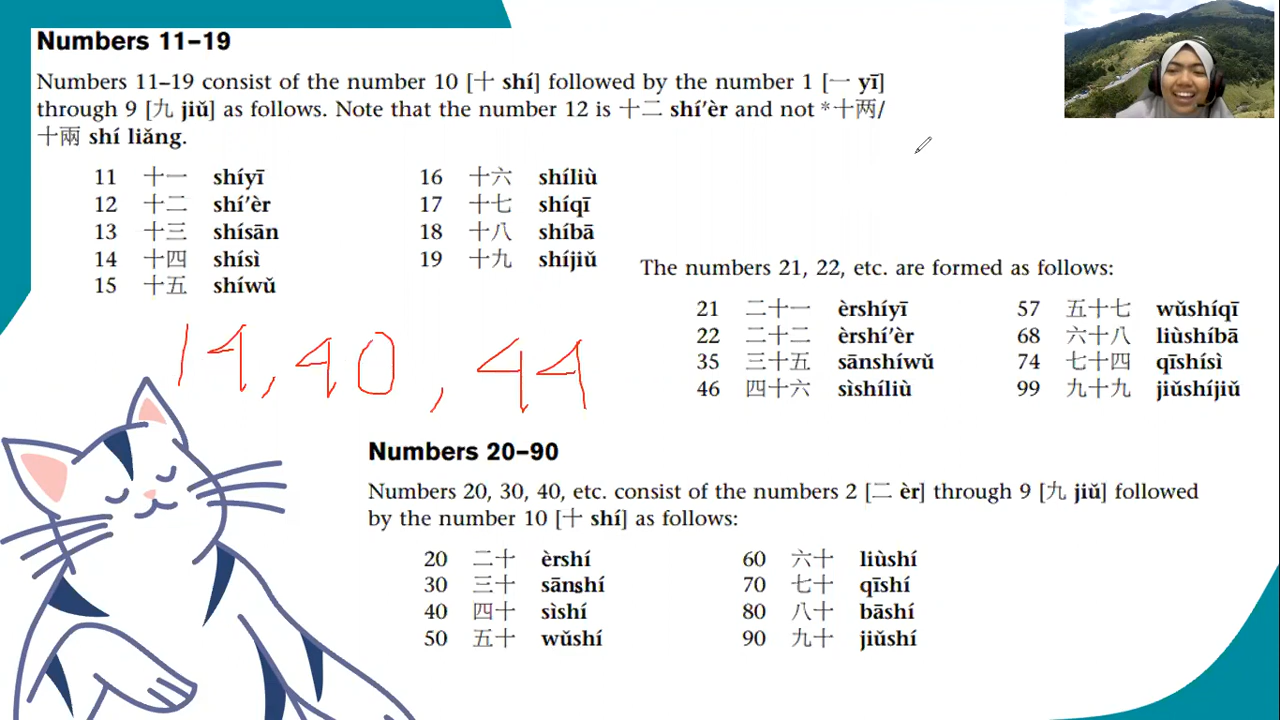 Numbers 11–19
Numbers 11–19 consist of the number 10 [十 shí] followed by the number 1 [一 yī]
through 9 [九 jiǔ] as follows. Note that the number 12 is 十二 shí’èr and not *十两/
十兩 shí liǎng.
11 十一 shíyī
12 十二 shí’èr
13 十三 shísān
14 十四 shísì
15 十五 shíwǔ
16 十六 shíliù
17 十七 shíqī
18 十八 shíbā
19 十九 shíjiǔ
The numbers 21, 22, etc. are formed as follows:
21 二十一 èrshíyī
22 二十二 èrshí’èr
35 三十五 sānshíwǔ
46 四十六 sìshíliù
57 五十七 wǔshíqī
68 六十八 liùshíbā
74 七十四 qīshísì
99 九十九 jiǔshíjiǔ
14, 40, 44
Numbers 20–90
Numbers 20, 30, 40, etc. consist of the numbers 2 [二 èr] through 9 [九 jiǔ] followed
by the number 10 [十 shí] as follows:
20 二十 èrshí
30 三十 sānshí
40 四十 sìshí
50 五十 wǔshí
60 六十 liùshí
70 七十 qīshí
80 八十 bāshí
90 九十 jiǔshí